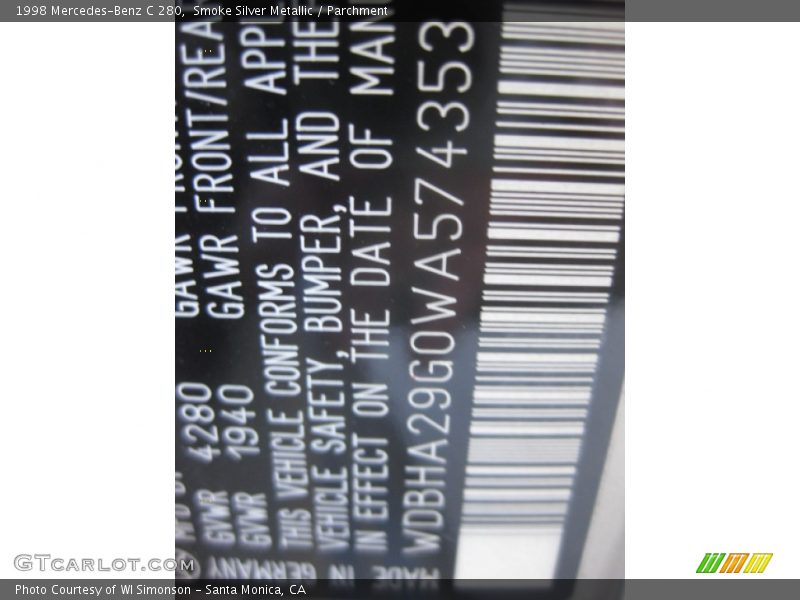 1998 Mercedes-Benz C 280, Smoke Silver Metallic / Parchment
MADE IN GERMANY
GVWR 4280 GAWR
GVWR 1940 GAWR FRONT/REA
THIS VEHICLE CONFORMS TO ALL APPL
VEHICLE SAFETY, BUMPER, AND THE
IN EFFECT ON THE DATE OF MAN
WDBHA29G0WA574353
GTCARLOT.COM
Photo Courtesy of WI Simonson - Santa Monica, CA